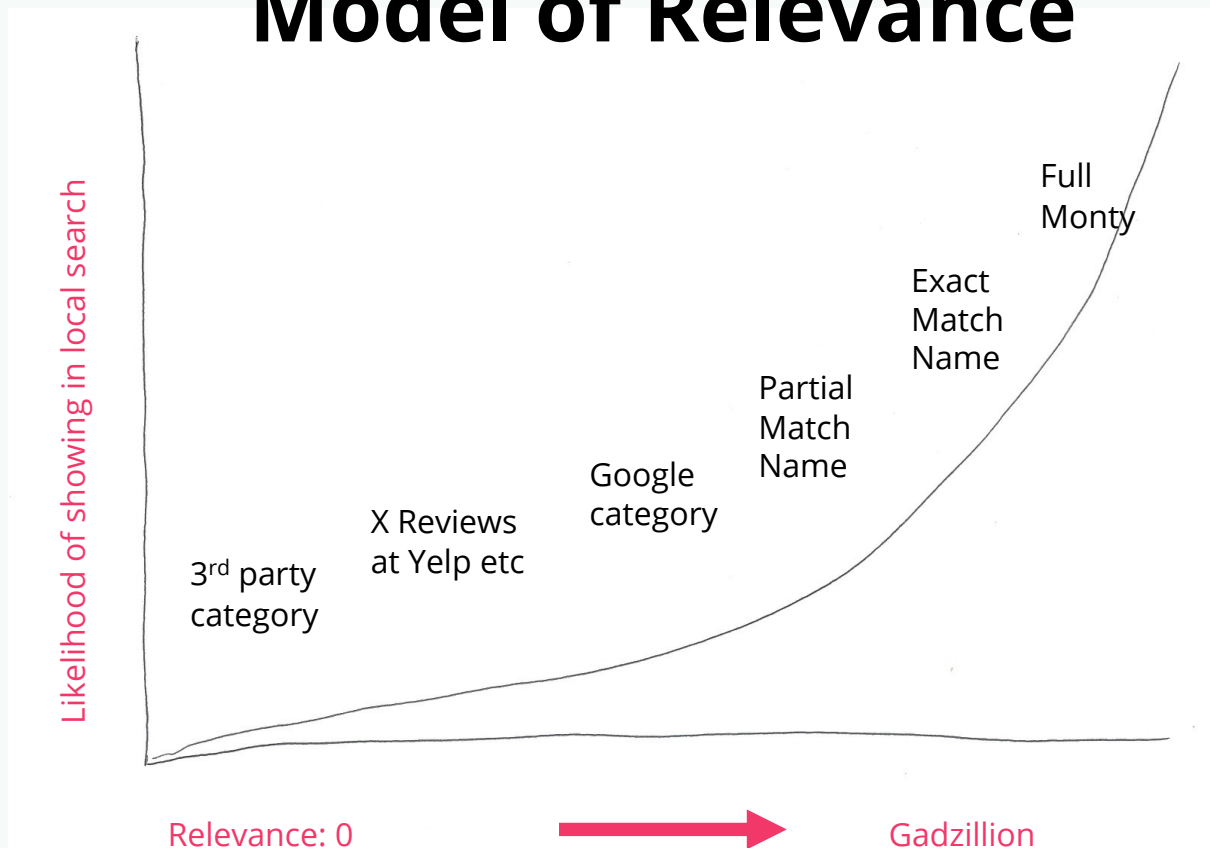 Model of Relevance
Likelihood of showing in local search
Full
Monty
Exact
Match
Name
Partial
Match
Name
Google
category
X Reviews
at Yelp etc
3rd party
category
Relevance: 0
Gadzillion